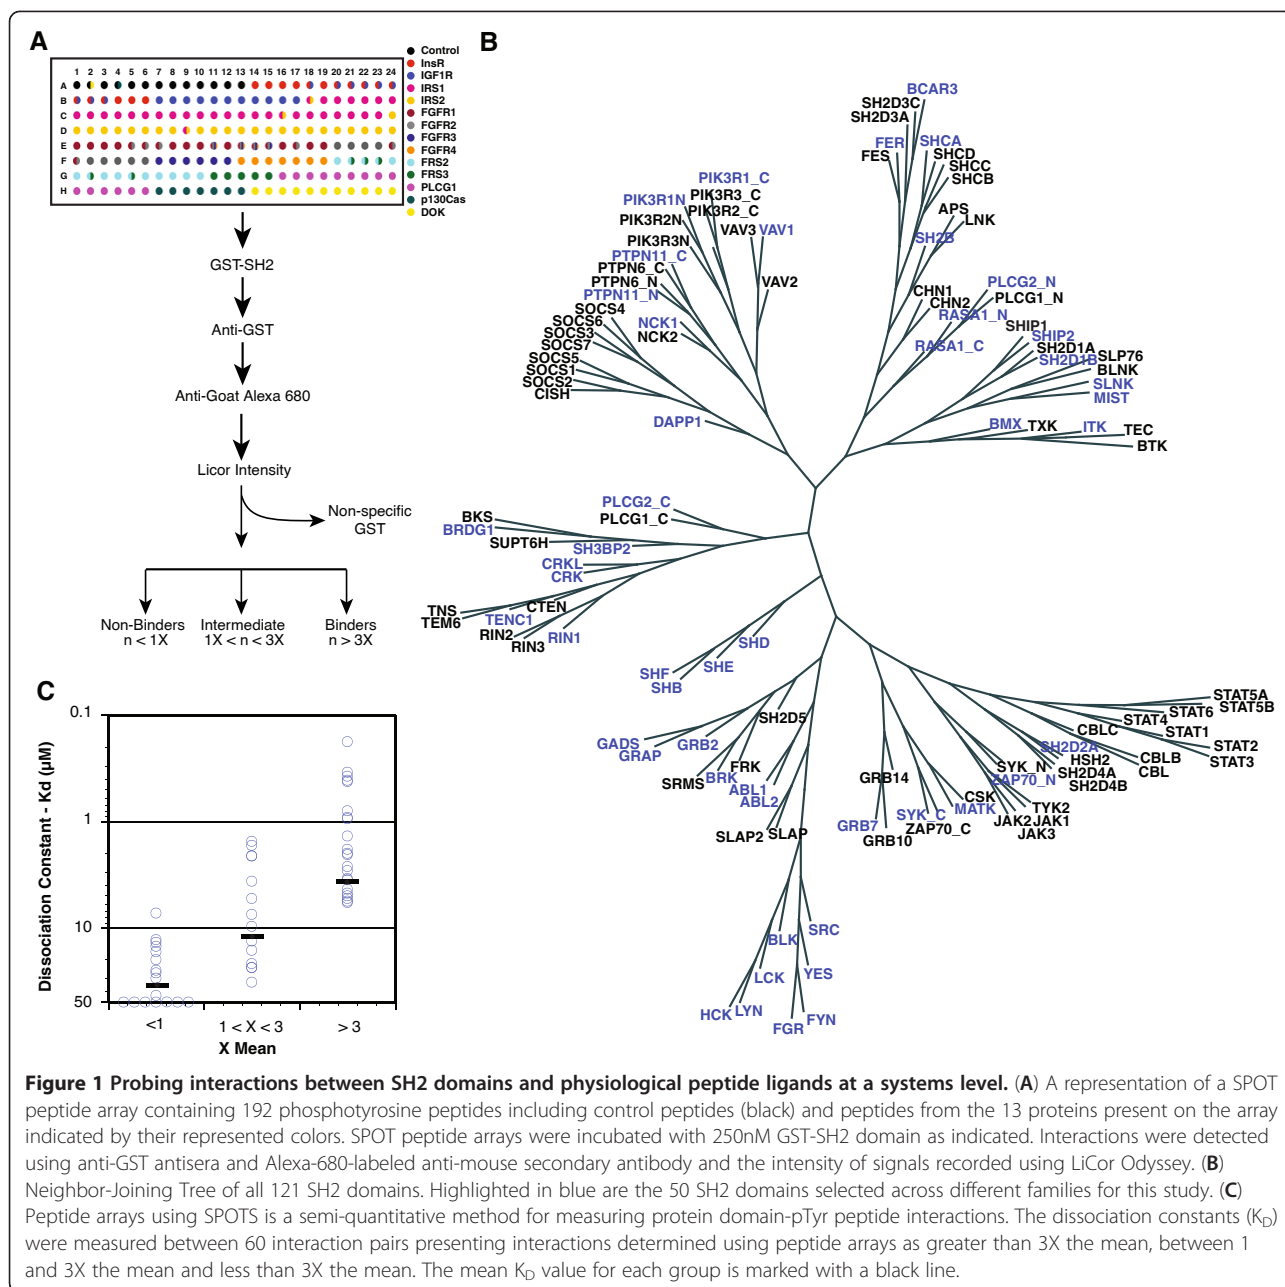 A
1 2 3 4 5 6 7 8 9 10 11 12 13 14 15 16 17 18 19 20 21 22 23 24
A
B
C
D
E
F
G
H
Control
InsR
IGF1R
IRS1
IRS2
FGFR1
FGFR2
FGFR3
FGFR4
FRS2
FRS3
PLCG1
p130Cas
DOK
GST-SH2
Anti-GST
Anti-Goat Alexa 680
Licor Intensity
Non-specific
GST
Non-Binders
n < 1X
Intermediate
1X < n < 3X
Binders
n > 3X
B
BCAR3
SH2D3C
SH2D3A
FER
FES
SHCA
SHCD
SHCC
SHCB
APS
LNK
SH2B
CHN1
CHN2
PLCG2_N
PLCG1_N
RASA1_N
RASA1_C
SHIP1
SHIP2
SH2D1A
SH2D1B
SLP76
BLNK
SLNK
MIST
BMX
TXK
ITK
TEC
BTK
PIK3R1_C
PIK3R3_C
PIK3R2_C
PIK3R1N
PIK3R2N
PIK3R3N
VAV3
VAV1
VAV2
PTPN11_C
PTPN6_C
PTPN6_N
PTPN11_N
NCK1
NCK2
SOCS4
SOCS6
SOCS3
SOCS7
SOCS5
SOCS1
SOCS2
CISH
DAPP1
PLCG2_C
PLCG1_C
BKS
BRDG1
SUPT6H
SH3BP2
CRKL
CRK
TNS
TEM6
CTEN
TENC1
RIN2
RIN3
RIN1
SHD
SHE
SHF
SHB
SH2D5
GADS
GRAP
GRB2
FRK
SRMS
BRK
ABL1
ABL2
SLAP2
SLAP
BLK
SRC
LCK
YES
HCK
LYN
FGR
FYN
GRB14
GRB7
GRB10
SYK_C
ZAP70_C
CSK
MATK
SYK_N
ZAP70_N
TYK2
JAK2
JAK1
JAK3
SH2D2A
HSH2
SH2D4A
SH2D4B
CBLC
CBLB
CBL
STAT5A
STAT5B
STAT6
STAT4
STAT1
STAT2
STAT3
C
Dissociation Constant - Kd (µM)
0.1
1
10
50
<1
1 < X < 3
> 3
X Mean
Figure 1 Probing interactions between SH2 domains and physiological peptide ligands at a systems level. (A) A representation of a SPOT
peptide array containing 192 phosphotyrosine peptides including control peptides (black) and peptides from the 13 proteins present on the array
indicated by their represented colors. SPOT peptide arrays were incubated with 250nM GST-SH2 domain as indicated. Interactions were detected
using anti-GST antisera and Alexa-680-labeled anti-mouse secondary antibody and the intensity of signals recorded using LiCor Odyssey. (B)
Neighbor-Joining Tree of all 121 SH2 domains. Highlighted in blue are the 50 SH2 domains selected across different families for this study. (C)
Peptide arrays using SPOTS is a semi-quantitative method for measuring protein domain-pTyr peptide interactions. The dissociation constants (KD)
were measured between 60 interaction pairs presenting interactions determined using peptide arrays as greater than 3X the mean, between 1
and 3X the mean and less than 3X the mean. The mean KD value for each group is marked with a black line.